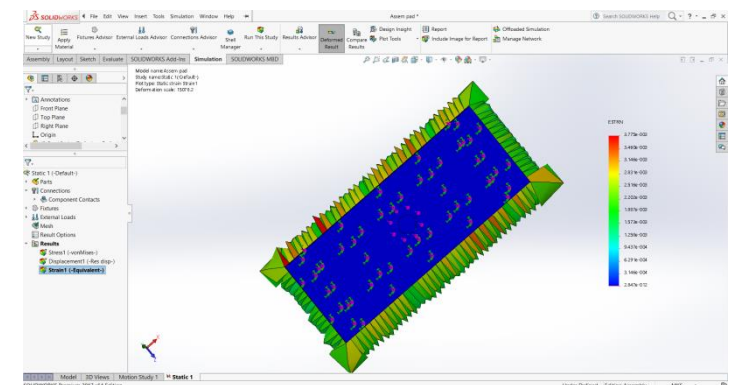 SOLIDWORKS File Edit View Insert Tools Simulation Window Help
Assem pad *
Search SOLIDWORKS Help
New Study
Apply Material
Fixtures Advisor
External Loads Advisor
Connections Advisor
Shell Manager
Run This Study
Results Advisor
Deformed Result
Compare Results
Design Insight
Plot Tools
Report
Include Image for Report
Offloaded Simulation
Manage Network
Assembly Layout Sketch Evaluate SOLIDWORKS Add-Ins Simulation SOLIDWORKS MBD
Model name:Assem pad
Study name:Static 1(-Default-)
Plot type: Static strain Strain1
Annotations
Front Plane
Top Plane
Right Plane
Origin
Static 1 (-Default-)
Parts
Connections
Component Contacts
Fixtures
External Loads
Mesh
Result Options
Results
Stress1 (-vonMises-)
Displacement1 (-Res disp-)
Strain1 (-Equivalent-)
ESTRN
Model 3D Views Motion Study 1 Static 1